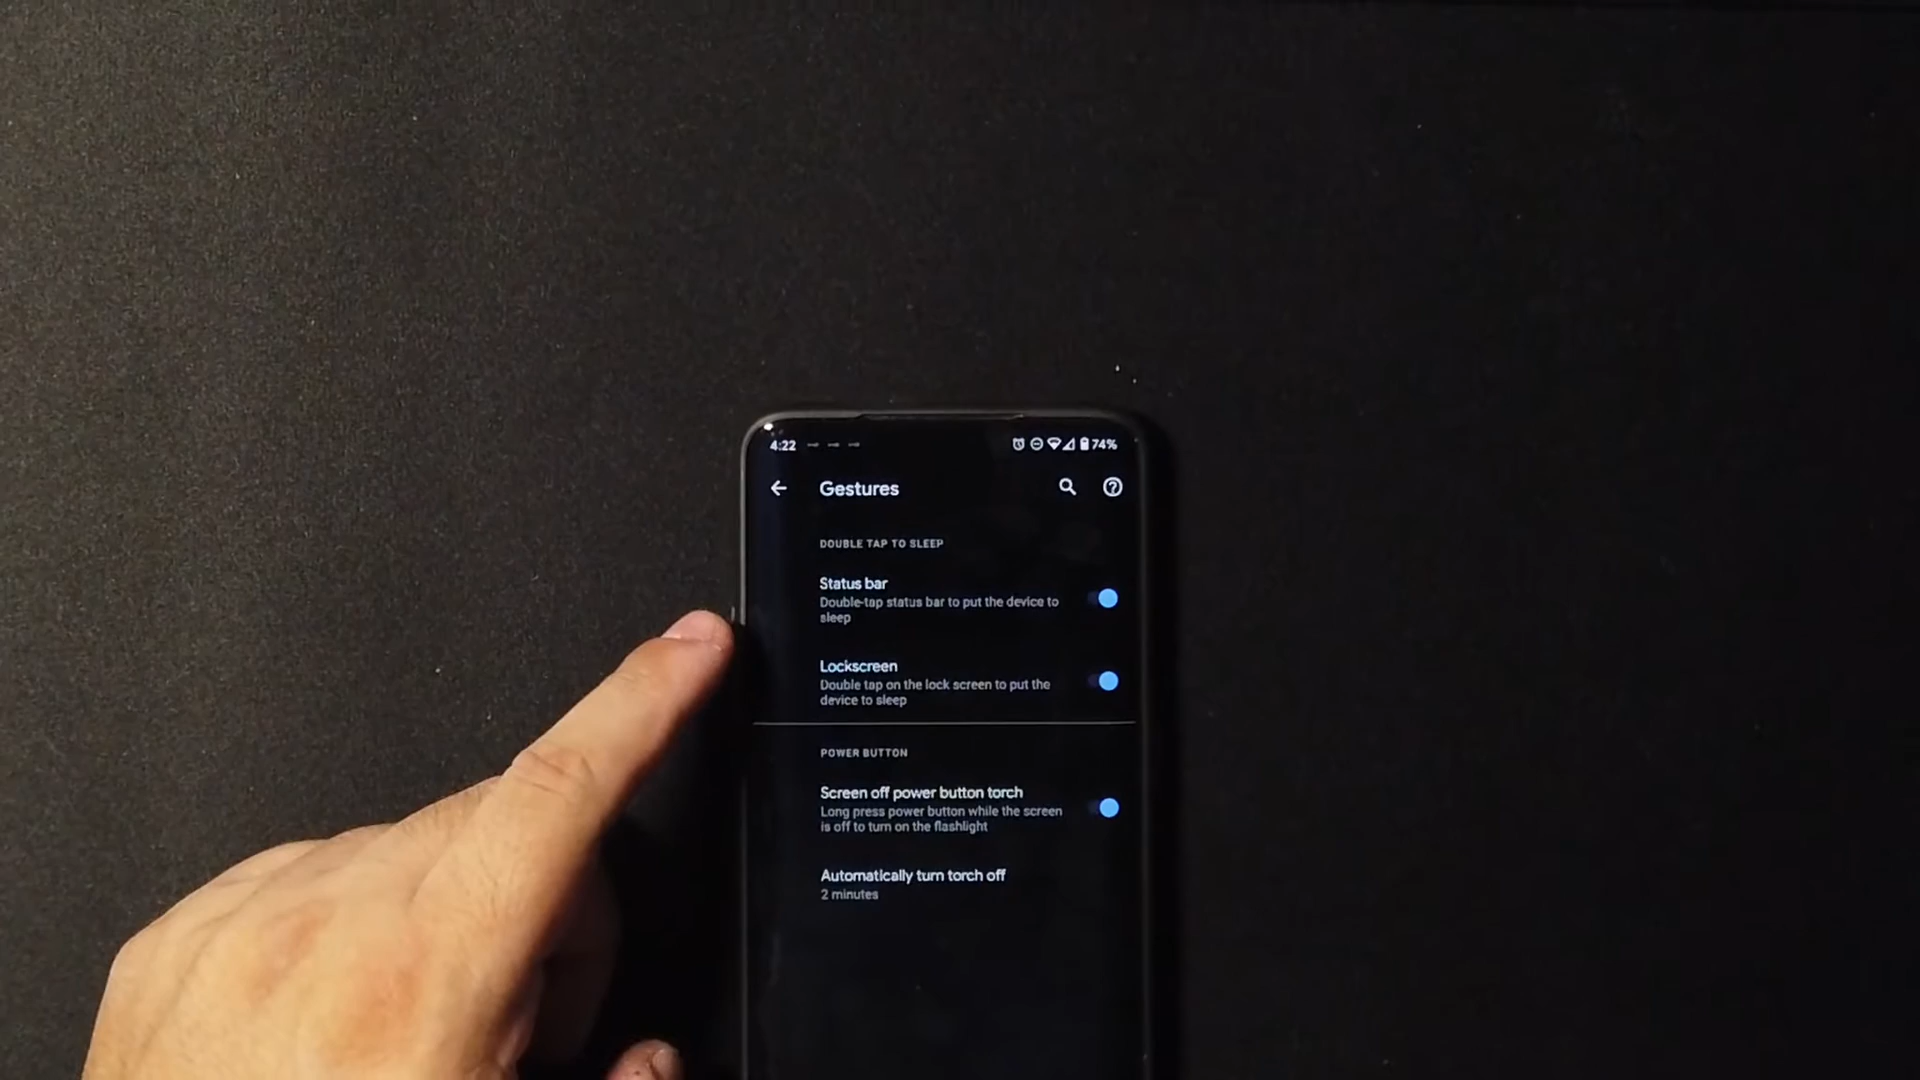 4:22 74%
Gestures
DOUBLE TAP TO SLEEP
Status bar
Double-tap status bar to put the device to
sleep
Lockscreen
Double tap on the lock screen to put the
device to sleep
POWER BUTTON
Screen off power button torch
Long press power button while the screen
is off to turn on the flashlight
Automatically turn torch off
2 minutes